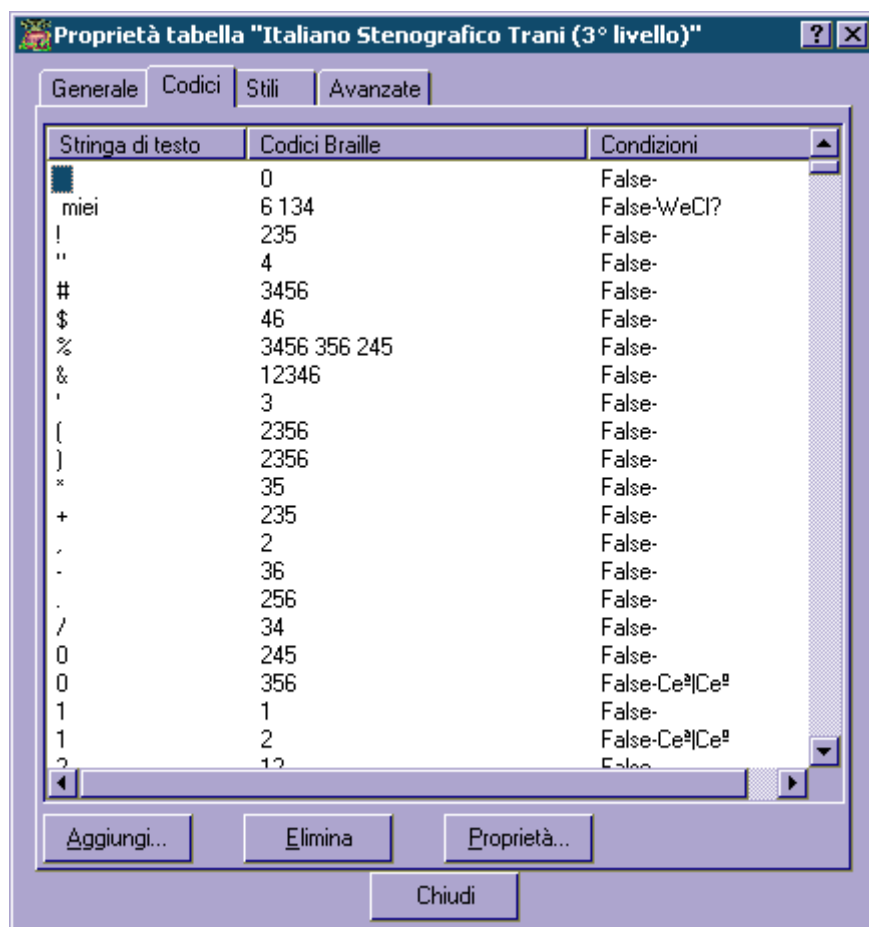 Proprietà tabella "Italiano Stenografico Trani (3° livello)"
Generale Codici Stili Avanzate
Stringa di testo Codici Braille Condizioni
0 False-
miei 6 134 False-WeCl?
! 235 False-
" 4 False-
# 3456 False-
$ 46 False-
% 3456 356 245 False-
& 12346 False-
' 3 False-
( 2356 False-
) 2356 False-
* 35 False-
+ 235 False-
, 2 False-
- 36 False-
. 256 False-
/ 34 False-
0 245 False-
0 356 False-Ceª|Ceº
1 1 False-
1 2 False-Ceª|Ceº
2 12 False-
Aggiungi... Elimina Proprietà...
Chiudi